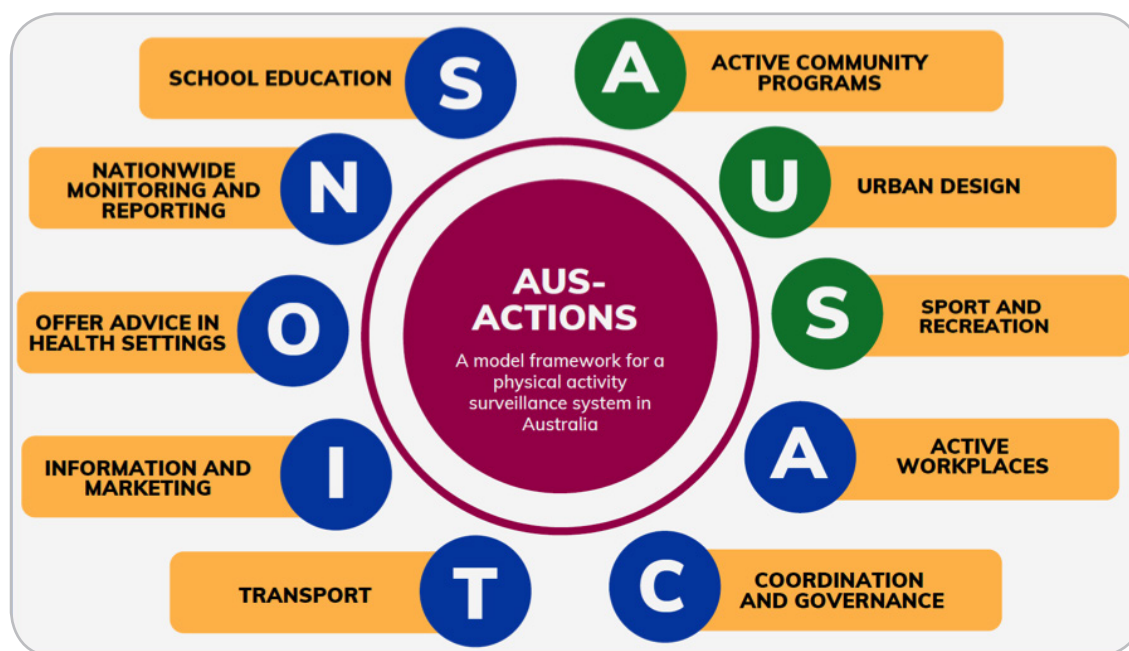 AUS-
ACTIONS
A model framework for a
physical activity
surveillance system in
Australia
A
ACTIVE COMMUNITY
PROGRAMS
U
URBAN DESIGN
S
SPORT AND
RECREATION
A
ACTIVE
WORKPLACES
C
COORDINATION
AND GOVERNANCE
T
TRANSPORT
I
INFORMATION AND
MARKETING
O
OFFER ADVICE IN
HEALTH SETTINGS
N
NATIONWIDE
MONITORING AND
REPORTING
S
SCHOOL EDUCATION